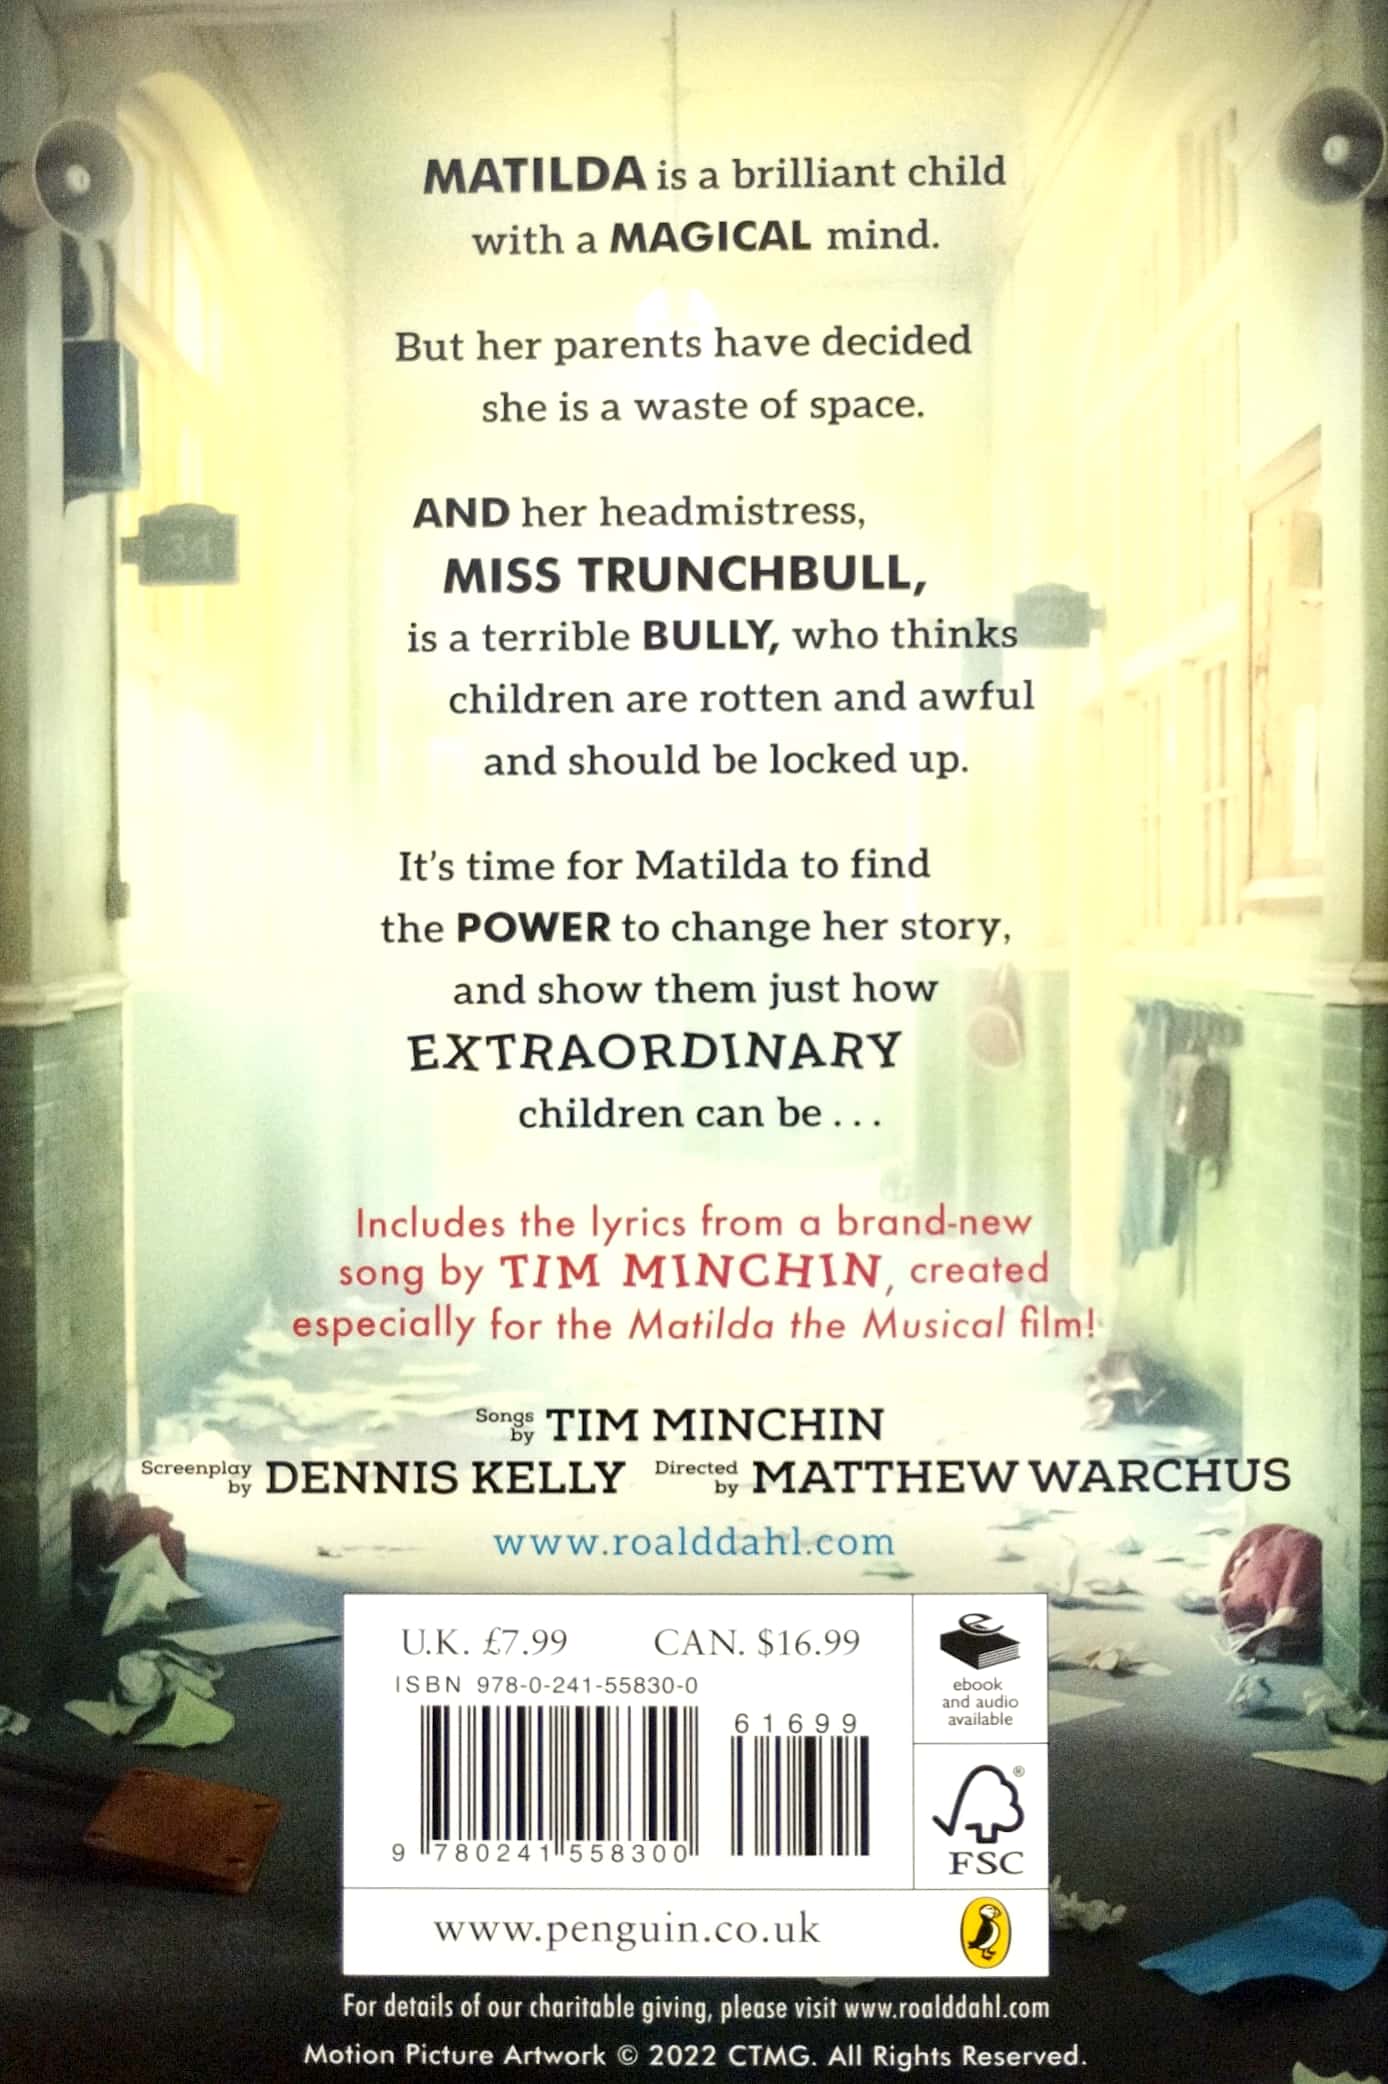 MATILDA is a brilliant child
with a MAGICAL mind.
But her parents have decided
she is a waste of space.
AND her headmistress,
MISS TRUNCHBULL,
is a terrible BULLY, who thinks
children are rotten and awful
and should be locked up.
It's time for Matilda to find
the POWER to change her story,
and show them just how
EXTRAORDINARY
children can be . . .
Includes the lyrics from a brand-new
song by TIM MINCHIN, created
especially for the Matilda the Musical film!
Songs by TIM MINCHIN
Screenplay by DENNIS KELLY Directed by MATTHEW WARCHUS
www.roalddahl.com
U.K. £7.99 CAN. $16.99
ISBN 978-0-241-55830-0
61699
9 780241 558300
ebook
and audio
available
®
FSC
www.penguin.co.uk
For details of our charitable giving, please visit www.roalddahl.com
Motion Picture Artwork © 2022 CTMG. All Rights Reserved.
31